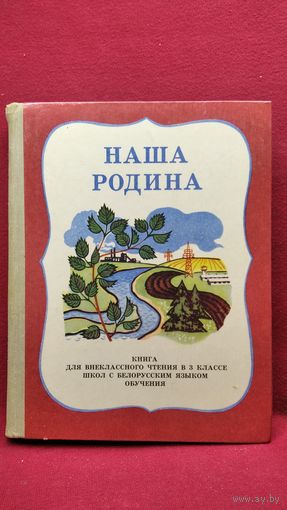 НАША
РОДИНА
КНИГА
ДЛЯ ВНЕКЛАССНОГО ЧТЕНИЯ В 3 КЛАССЕ
ШКОЛ С БЕЛОРУССКИМ ЯЗЫКОМ
ОБУЧЕНИЯ
www.ay.by